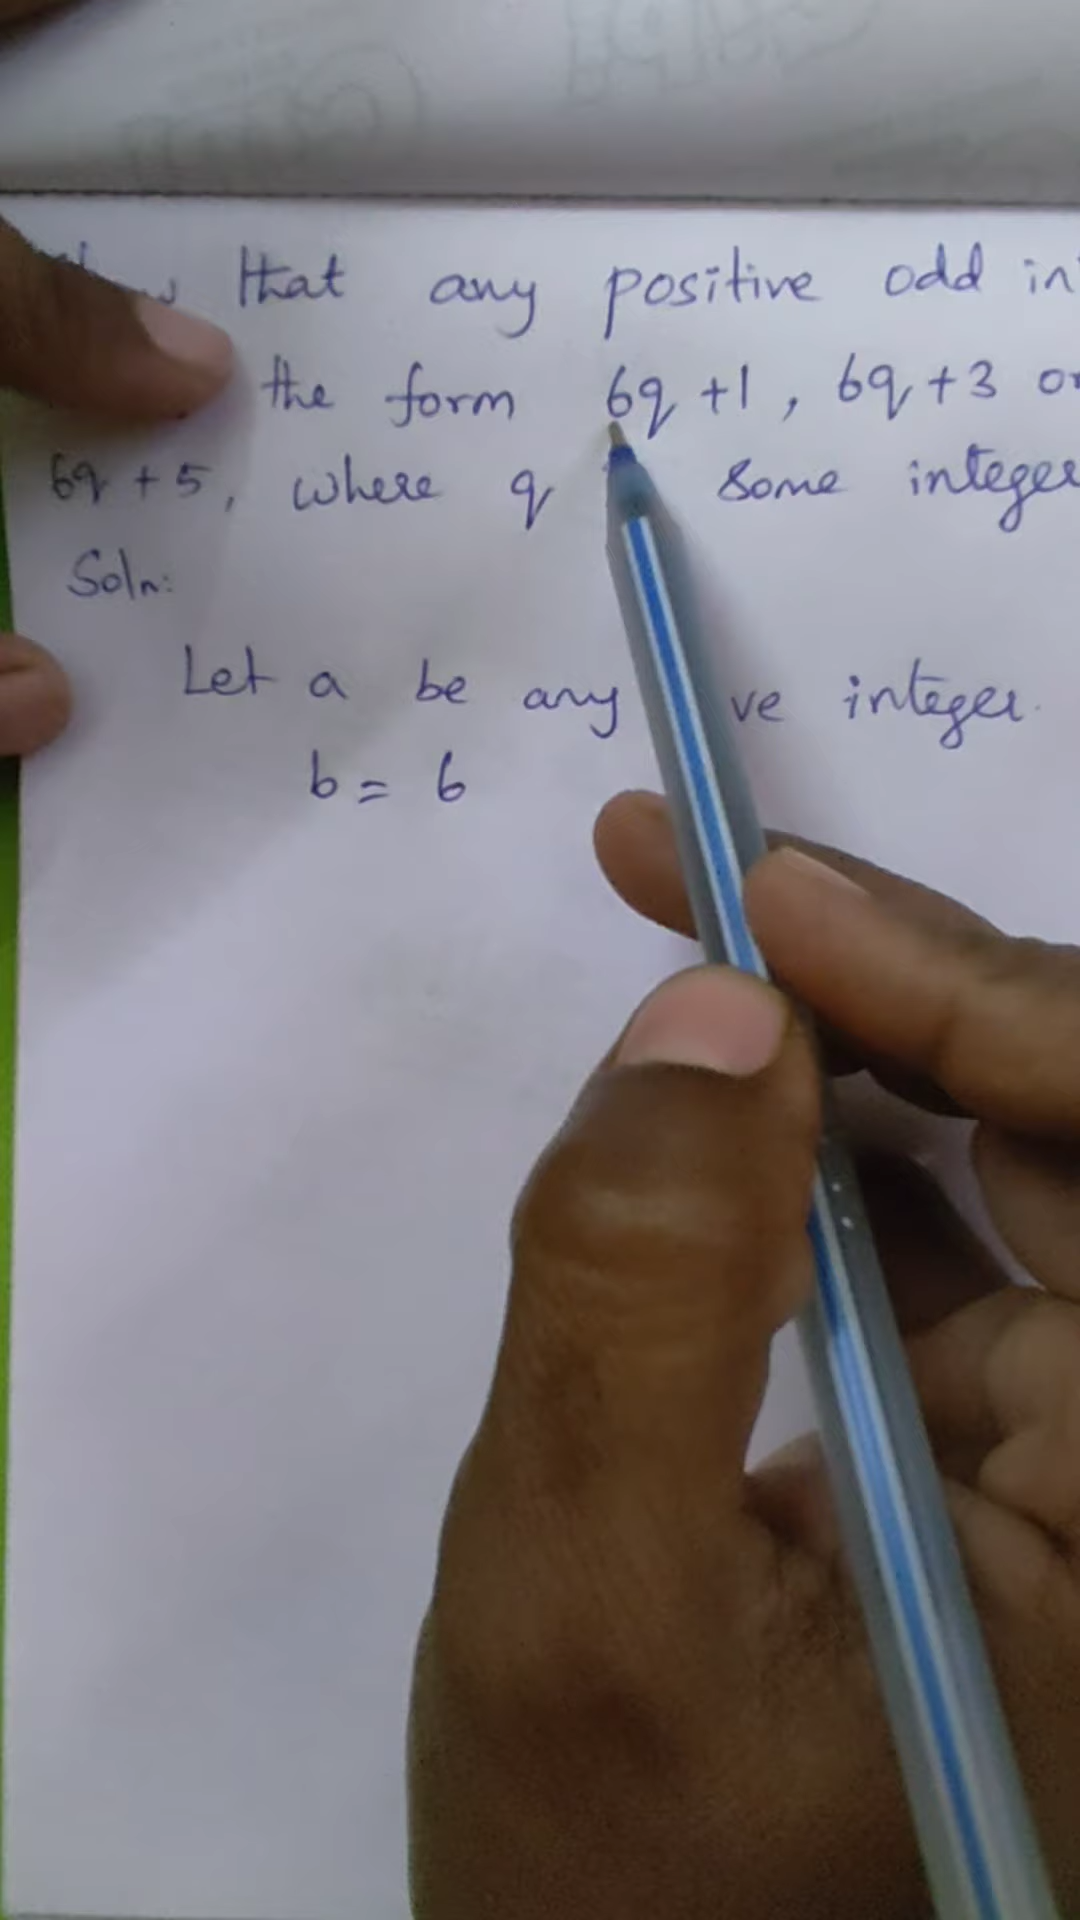 that any positive odd
the form 6q +1, 6q +3 or
6q + 5, where q some integer
Soln:
Let a be any ve integer.
b = 6